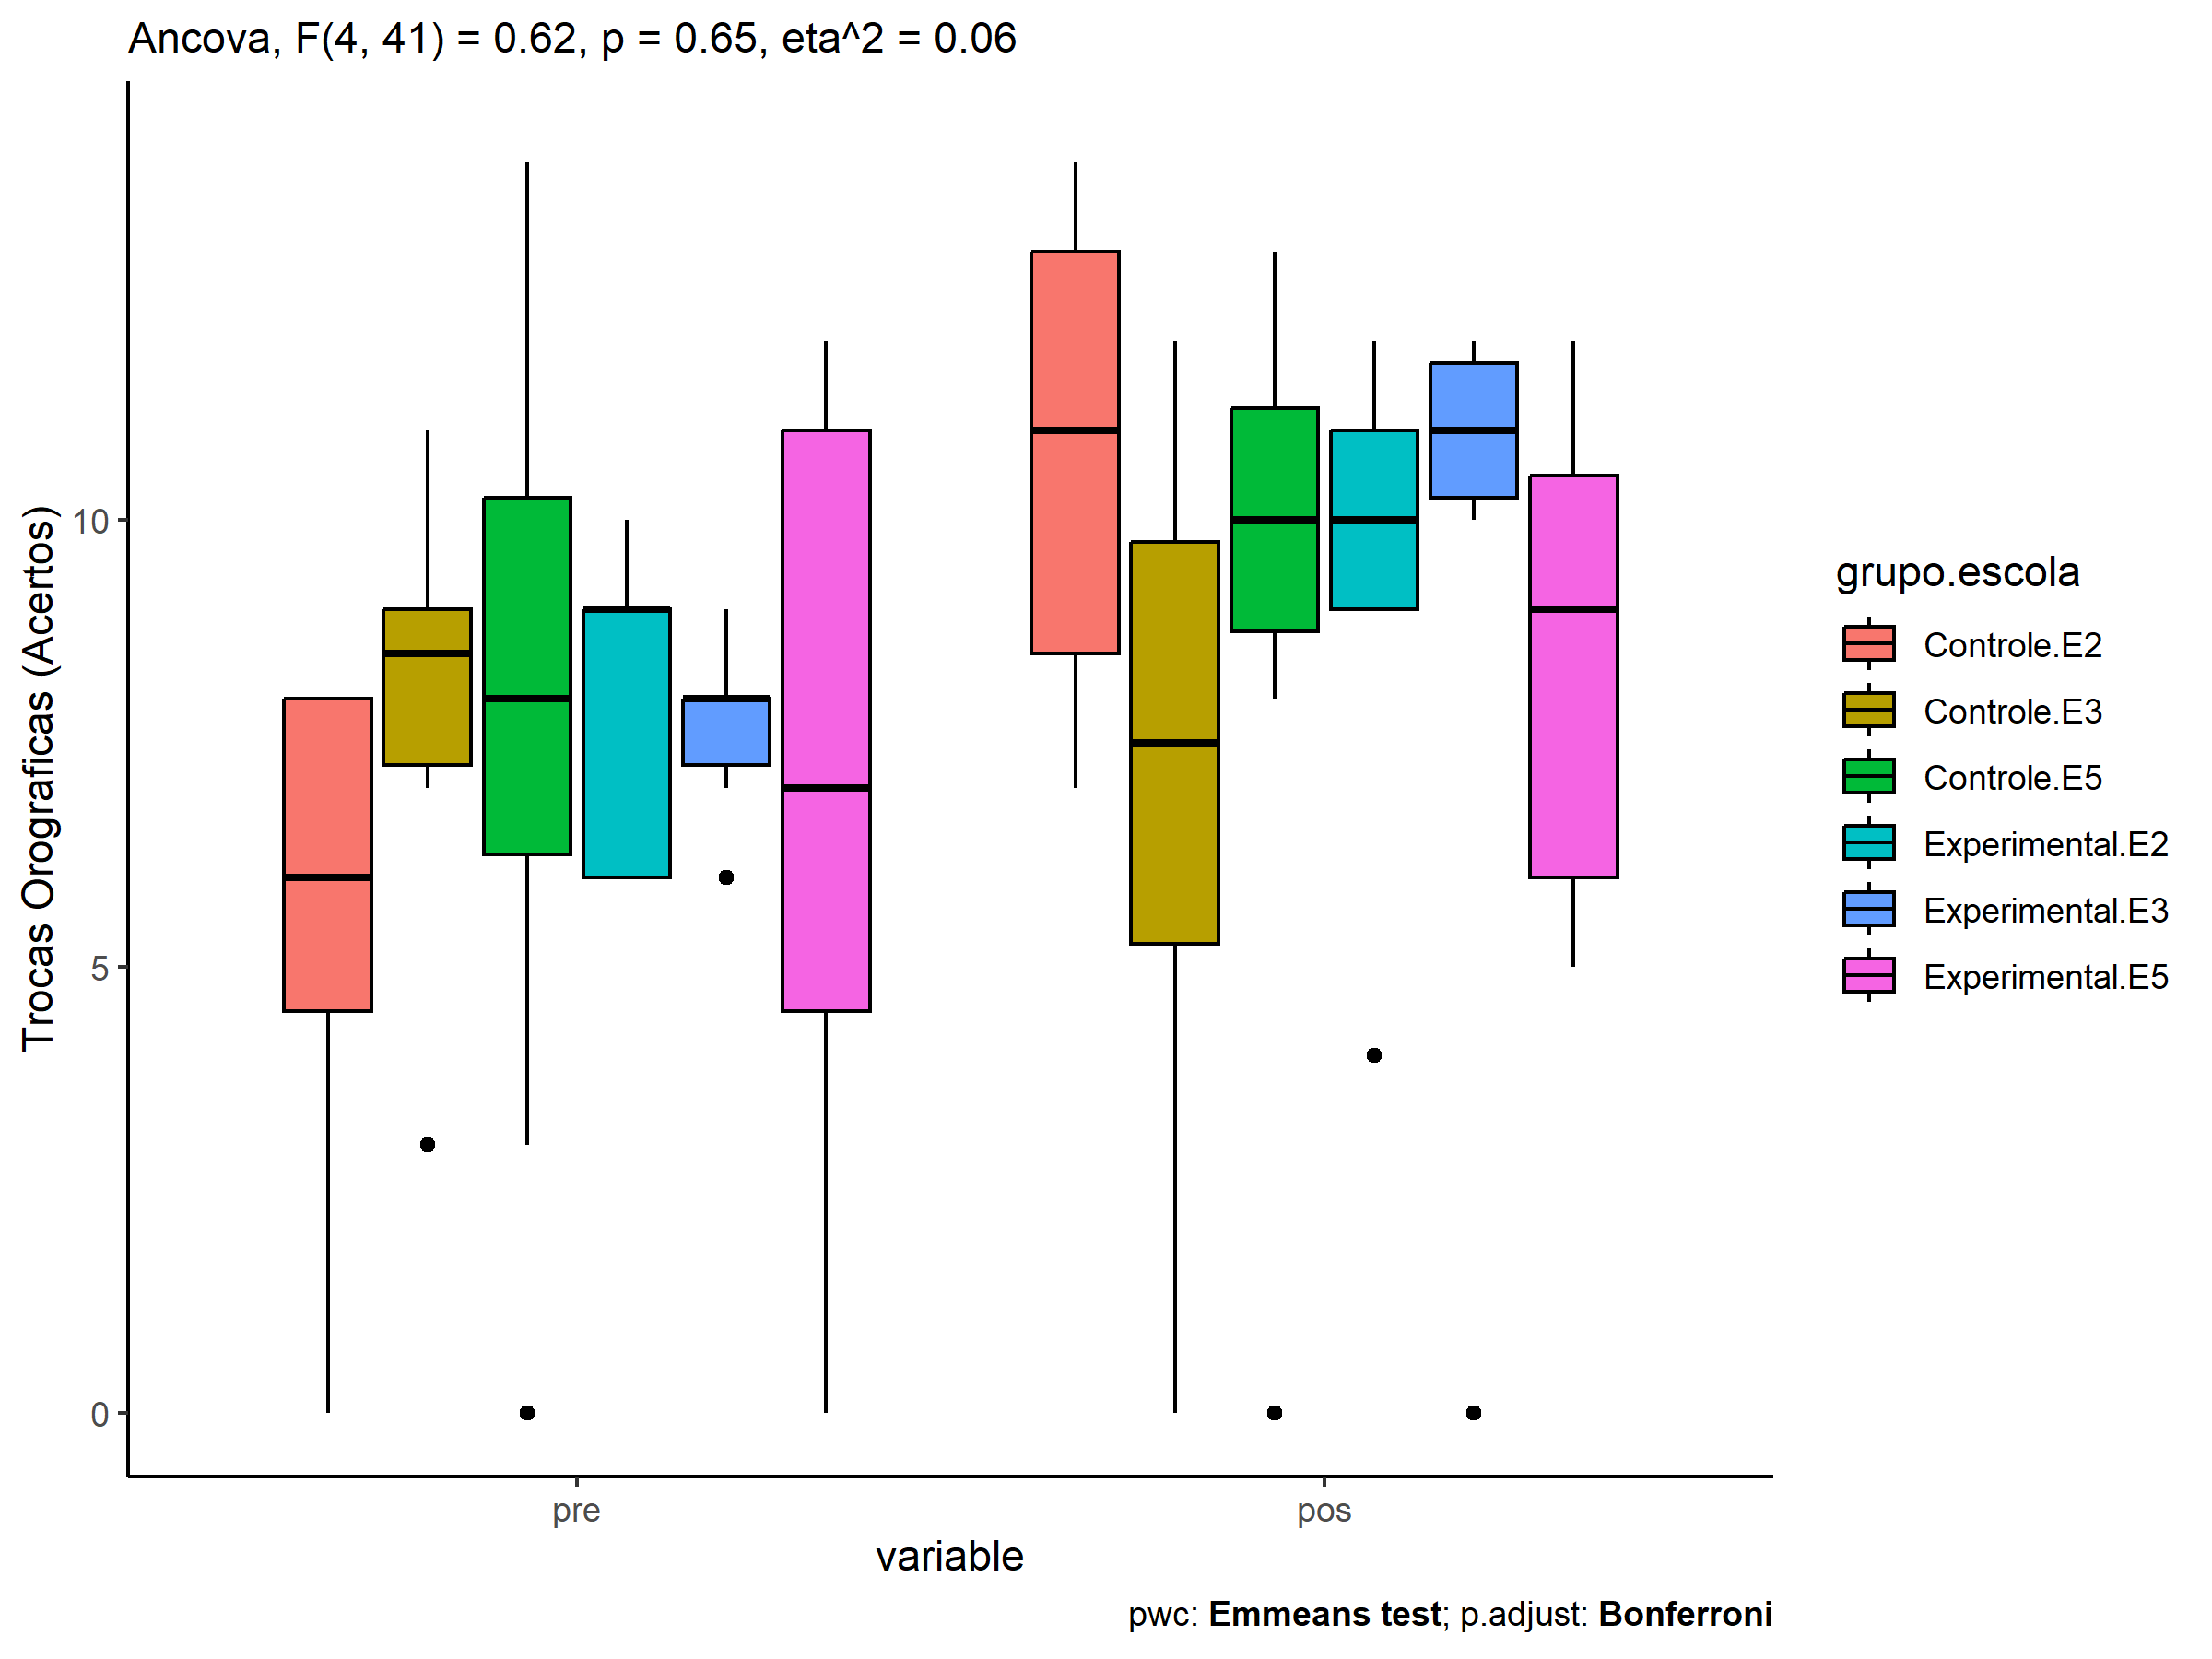 Ancova, F(4, 41) = 0.62, p = 0.65, eta^2 = 0.06
Trocas Orograficas (Acertos)
10
5
0
pre
pos
variable
grupo.escola
Controle.E2
Controle.E3
Controle.E5
Experimental.E2
Experimental.E3
Experimental.E5
pwc: Emmeans test; p.adjust: Bonferroni